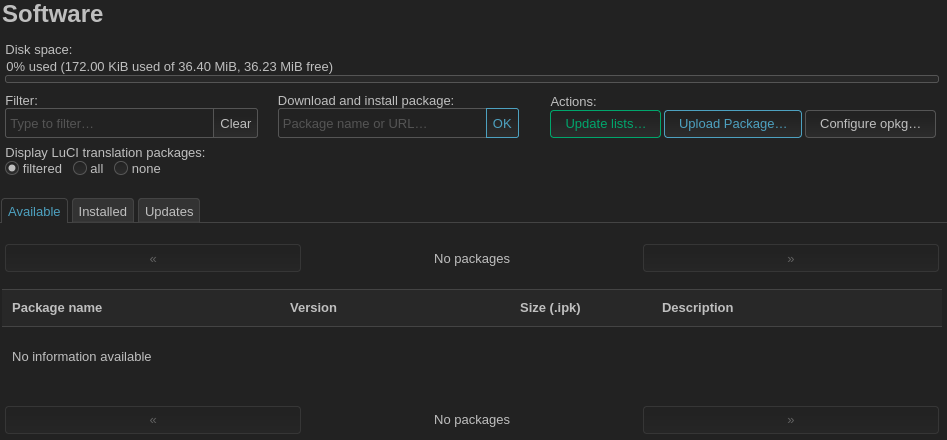 Software
Disk space:
0% used (172.00 KiB used of 36.40 MiB, 36.23 MiB free)
Filter: Download and install package: Actions:
Type to filter… Clear Package name or URL… OK Update lists… Upload Package… Configure opkg…
Display LuCI translation packages:
filtered all none
Available Installed Updates
« No packages »
Package name Version Size (.ipk) Description
No information available
« No packages »